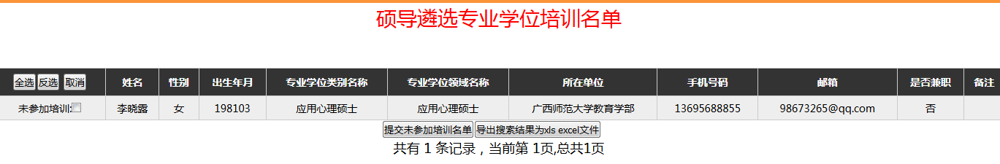 硕导遴选专业学位培训名单
全选 反选 取消 姓名 性别 出生年月 专业学位类别名称 专业学位领域名称 所在单位 手机号码 邮箱 是否兼职 备注
未参加培训: 李晓露 女 198103 应用心理硕士 应用心理硕士 广西师范大学教育学部 13695688855 98673265@qq.com 否
提交未参加培训名单 导出搜索结果为xls excel文件
共有 1 条记录，当前第 1页,总共1页